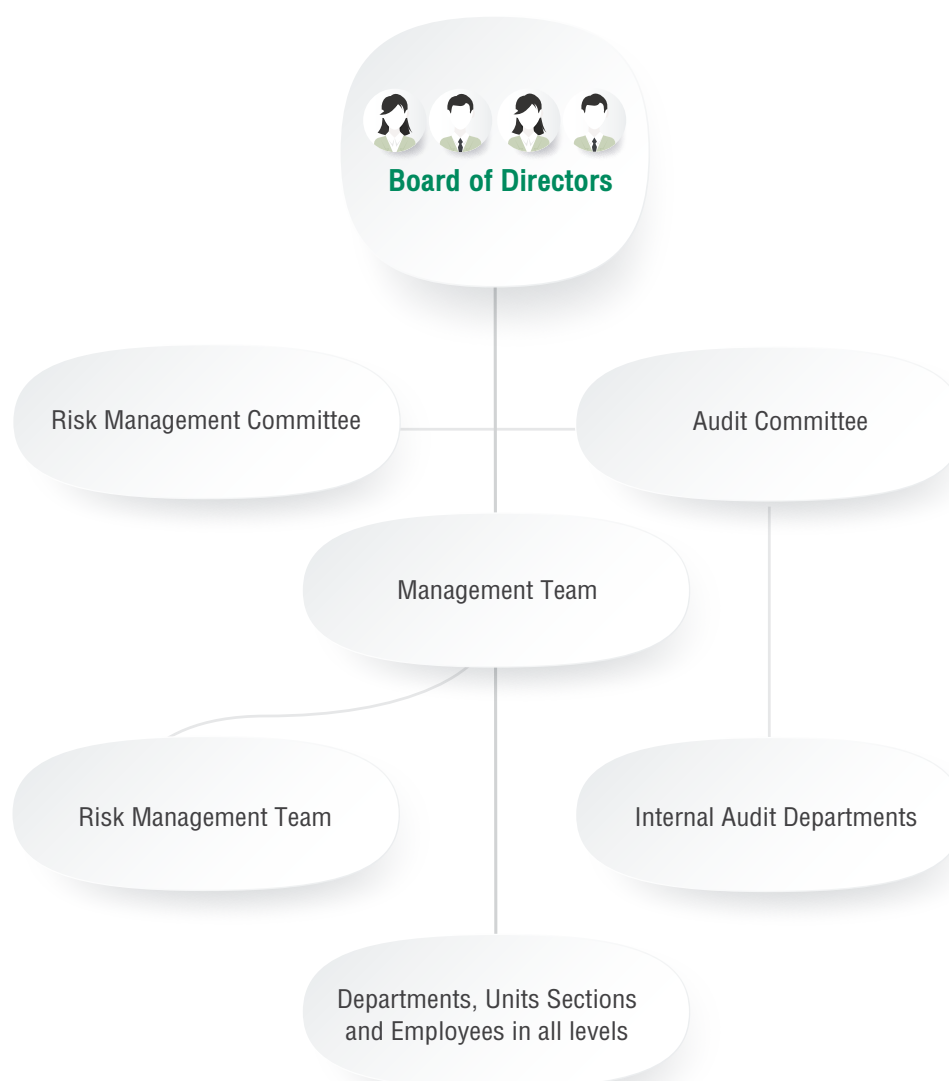 Board of Directors
Risk Management Committee
Audit Committee
Management Team
Risk Management Team
Internal Audit Departments
Departments, Units Sections
and Employees in all levels